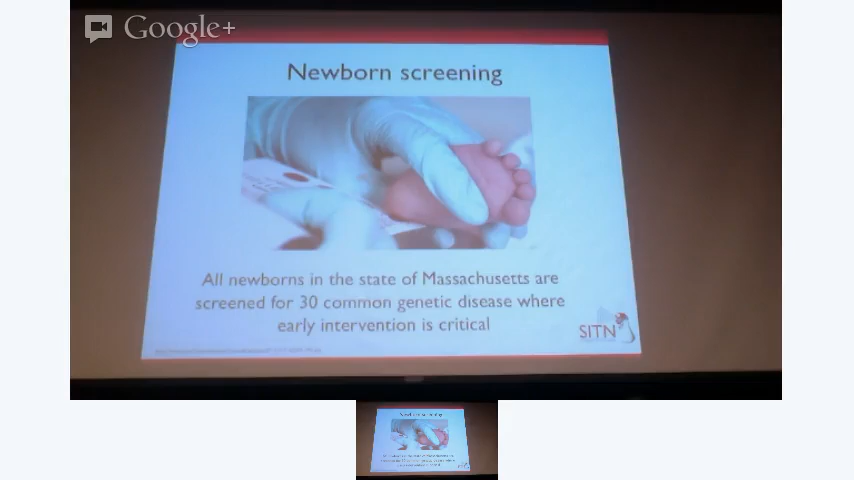 Google+
Newborn screening
All newborns in the state of Massachusetts are
screened for 30 common genetic disease where
early intervention is critical
SITN